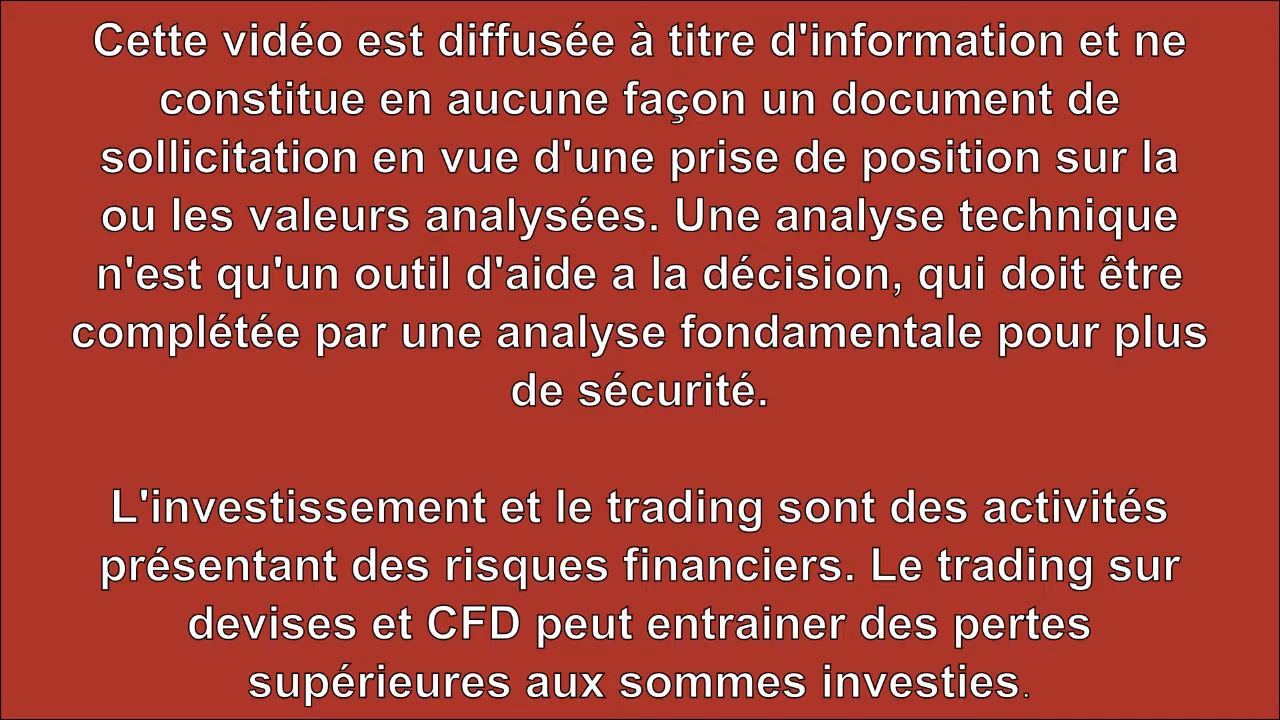 Cette vidéo est diffusée à titre d'information et ne
constitue en aucune façon un document de
sollicitation en vue d'une prise de position sur la
ou les valeurs analysées. Une analyse technique
n'est qu'un outil d'aide a la décision, qui doit être
complétée par une analyse fondamentale pour plus
de sécurité.
L'investissement et le trading sont des activités
présentant des risques financiers. Le trading sur
devises et CFD peut entrainer des pertes
supérieures aux sommes investies.